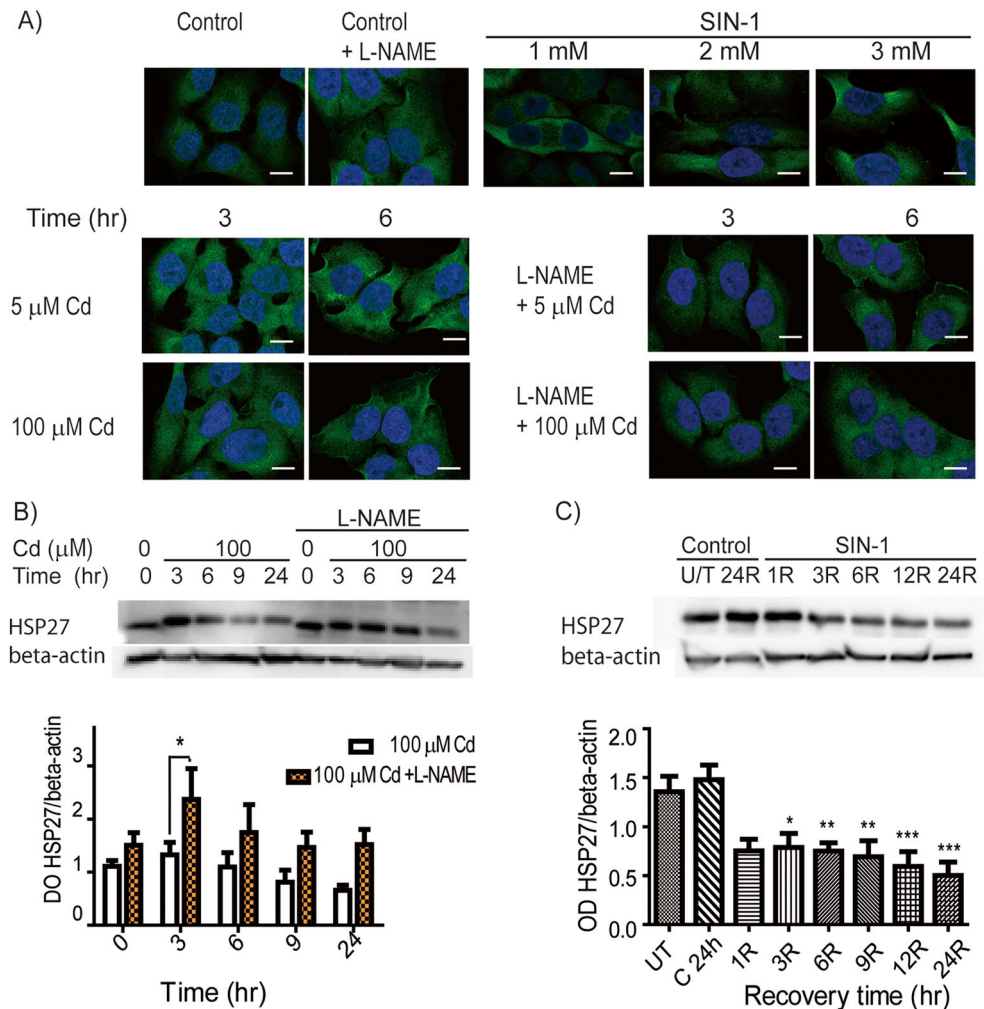 A)
Control
Control
+ L-NAME
SIN-1
1 mM 2 mM 3 mM
Time (hr) 3 6 3 6
5 μM Cd
L-NAME
+ 5 μM Cd
100 μM Cd
L-NAME
+ 100 μM Cd
B)
L-NAME
Cd (μM) 0 100 0 100
Time (hr) 0 3 6 9 24 0 3 6 9 24
HSP27
beta-actin
DO HSP27/beta-actin
3
2
1
0
*
100 μM Cd
100 μM Cd +L-NAME
0 3 6 9 24
Time (hr)
C)
Control SIN-1
U/T 24R 1R 3R 6R 12R 24R
HSP27
beta-actin
OD HSP27/beta-actin
2.0
1.5
1.0
0.5
0.0
* ** ** *** ***
UT C 24h 1R 3R 6R 9R 12R 24R
Recovery time (hr)